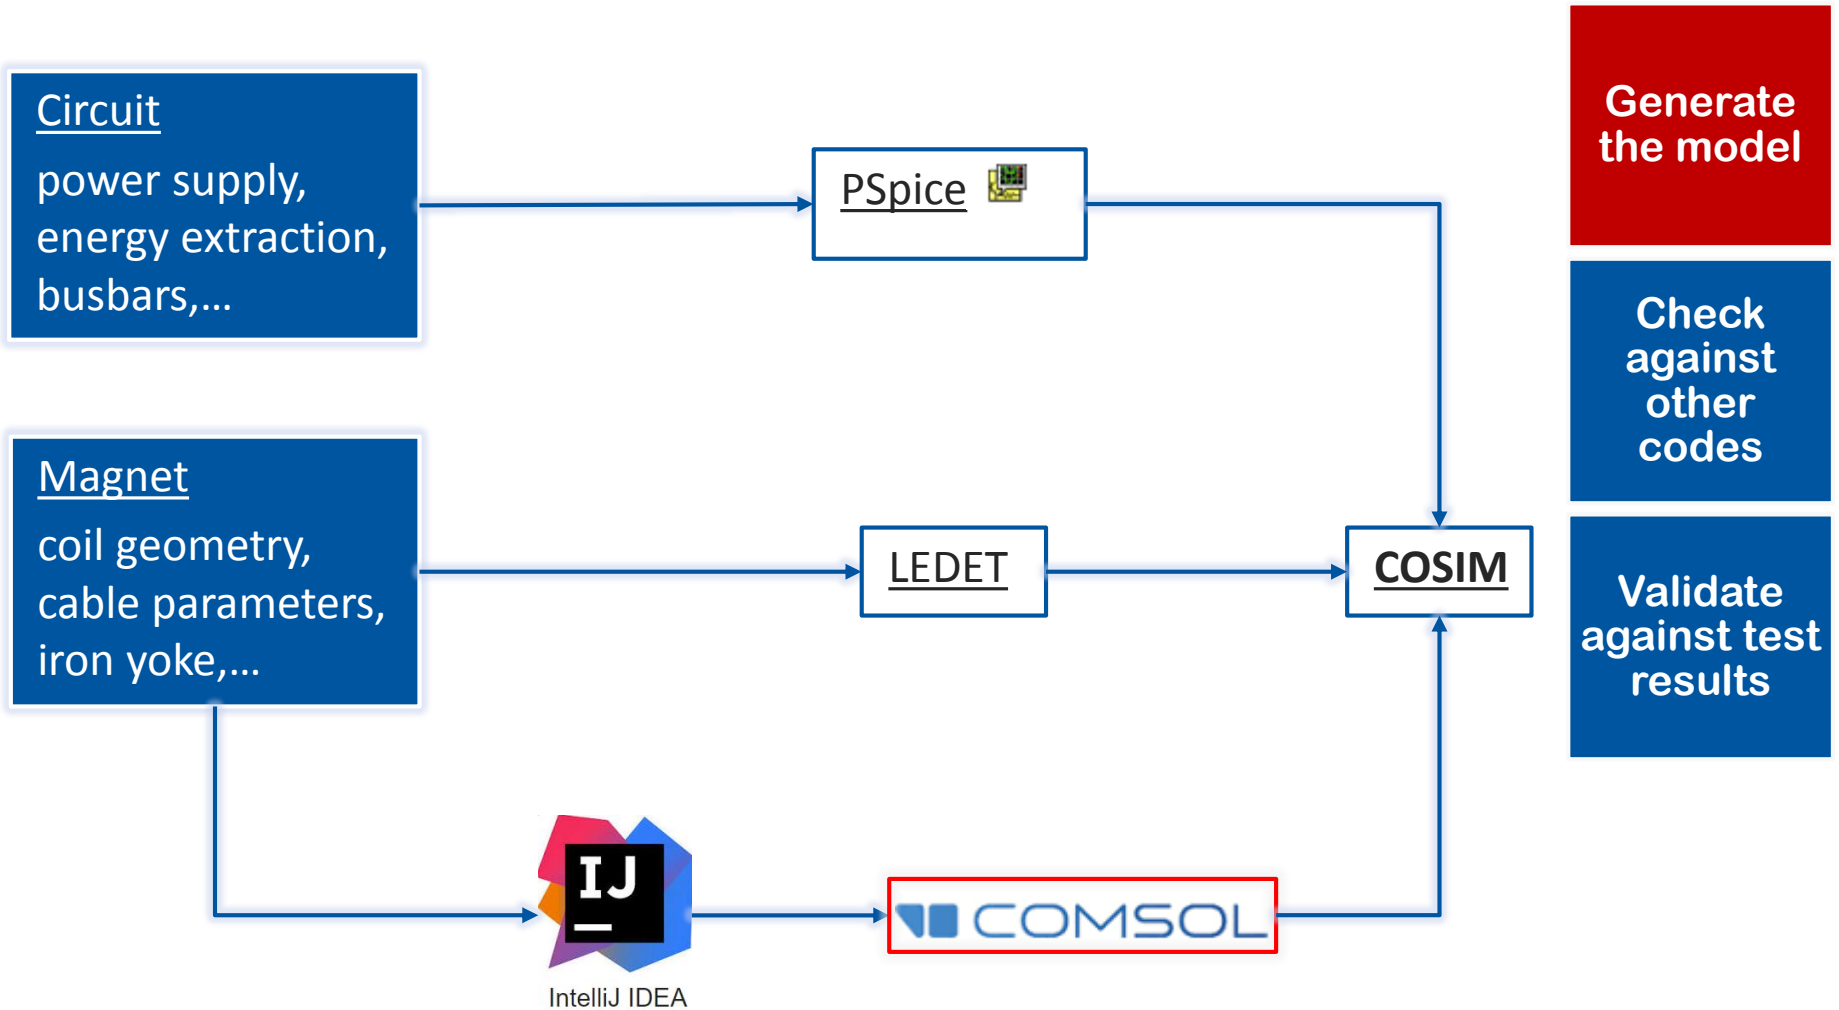 Circuit
power supply,
energy extraction,
busbars,...
PSpice
Generate
the model
Check
against
other
codes
Magnet
coil geometry,
cable parameters,
iron yoke,...
LEDET
COSIM
Validate
against test
results
IJ
IntelliJ IDEA
COMSOL